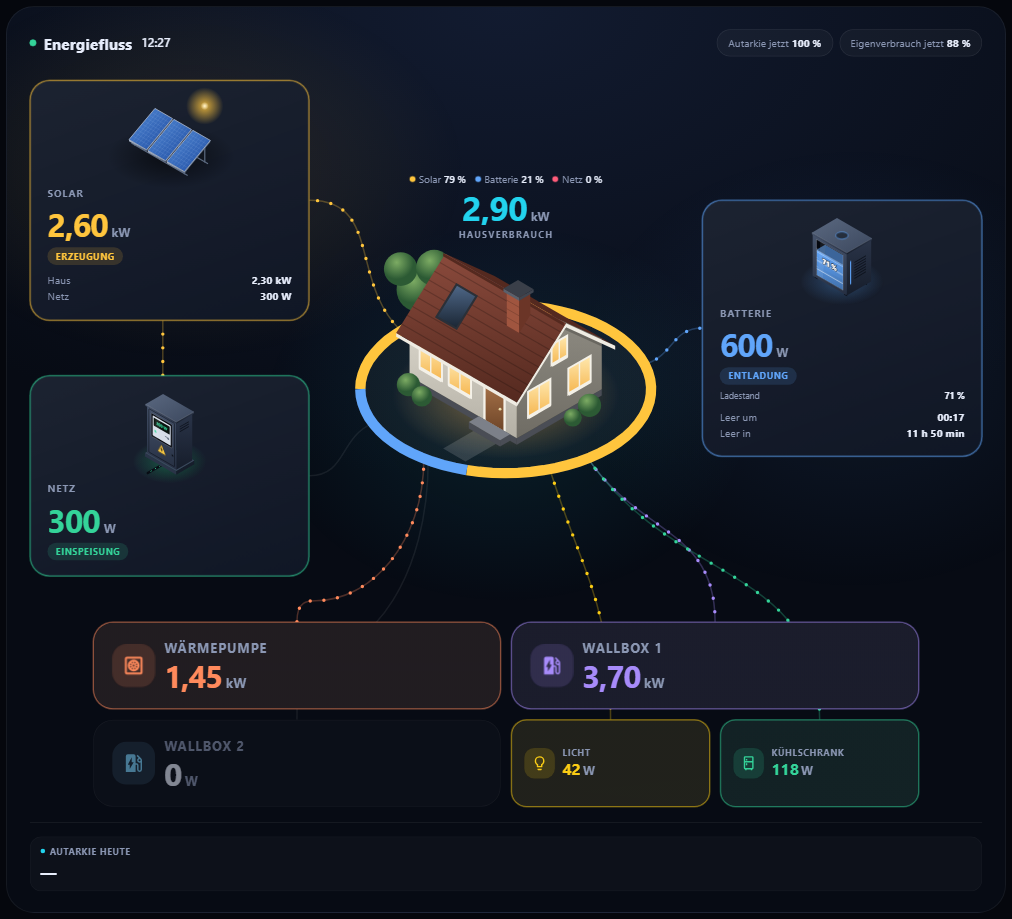 Energiefluss 12:27
Autarkie jetzt 100 %
Eigenverbrauch jetzt 88 %
SOLAR
2,60 kW
ERZEUGUNG
Haus 2,30 kW
Netz 300 W
Solar 79 % Batterie 21 % Netz 0 %
2,90 kW
HAUSVERBRAUCH
71 %
BATTERIE
600 W
ENTLADUNG
Ladestand 71 %
Leer um 00:17
Leer in 11 h 50 min
NETZ
300 W
EINSPEISUNG
WÄRMEPUMPE
1,45 kW
WALLBOX 1
3,70 kW
WALLBOX 2
0 W
LICHT
42 W
KÜHLSCHRANK
118 W
AUTARKIE HEUTE
—